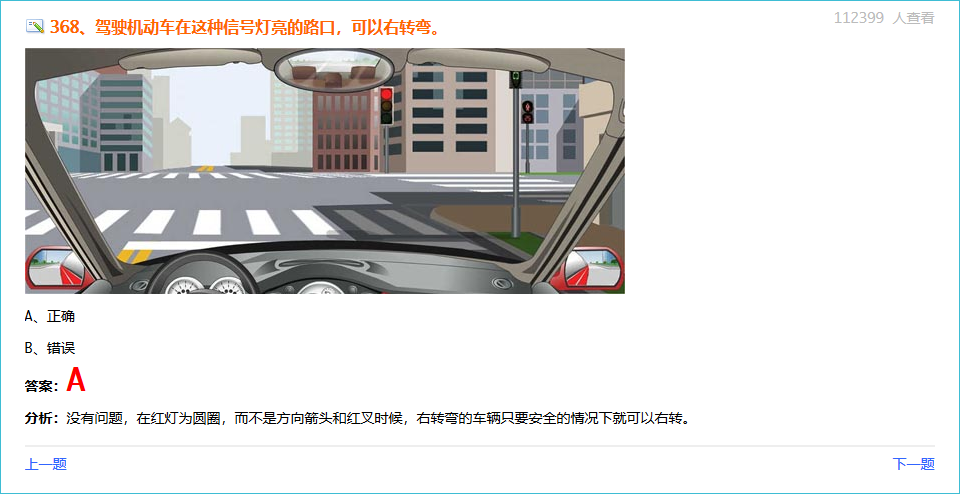 368、驾驶机动车在这种信号灯亮的路口，可以右转弯。
112399 人查看
A、正确
B、错误
答案：A
分析：没有问题，在红灯为圆圈，而不是方向箭头和红叉时候，右转弯的车辆只要安全的情况下就可以右转。
上一题
下一题